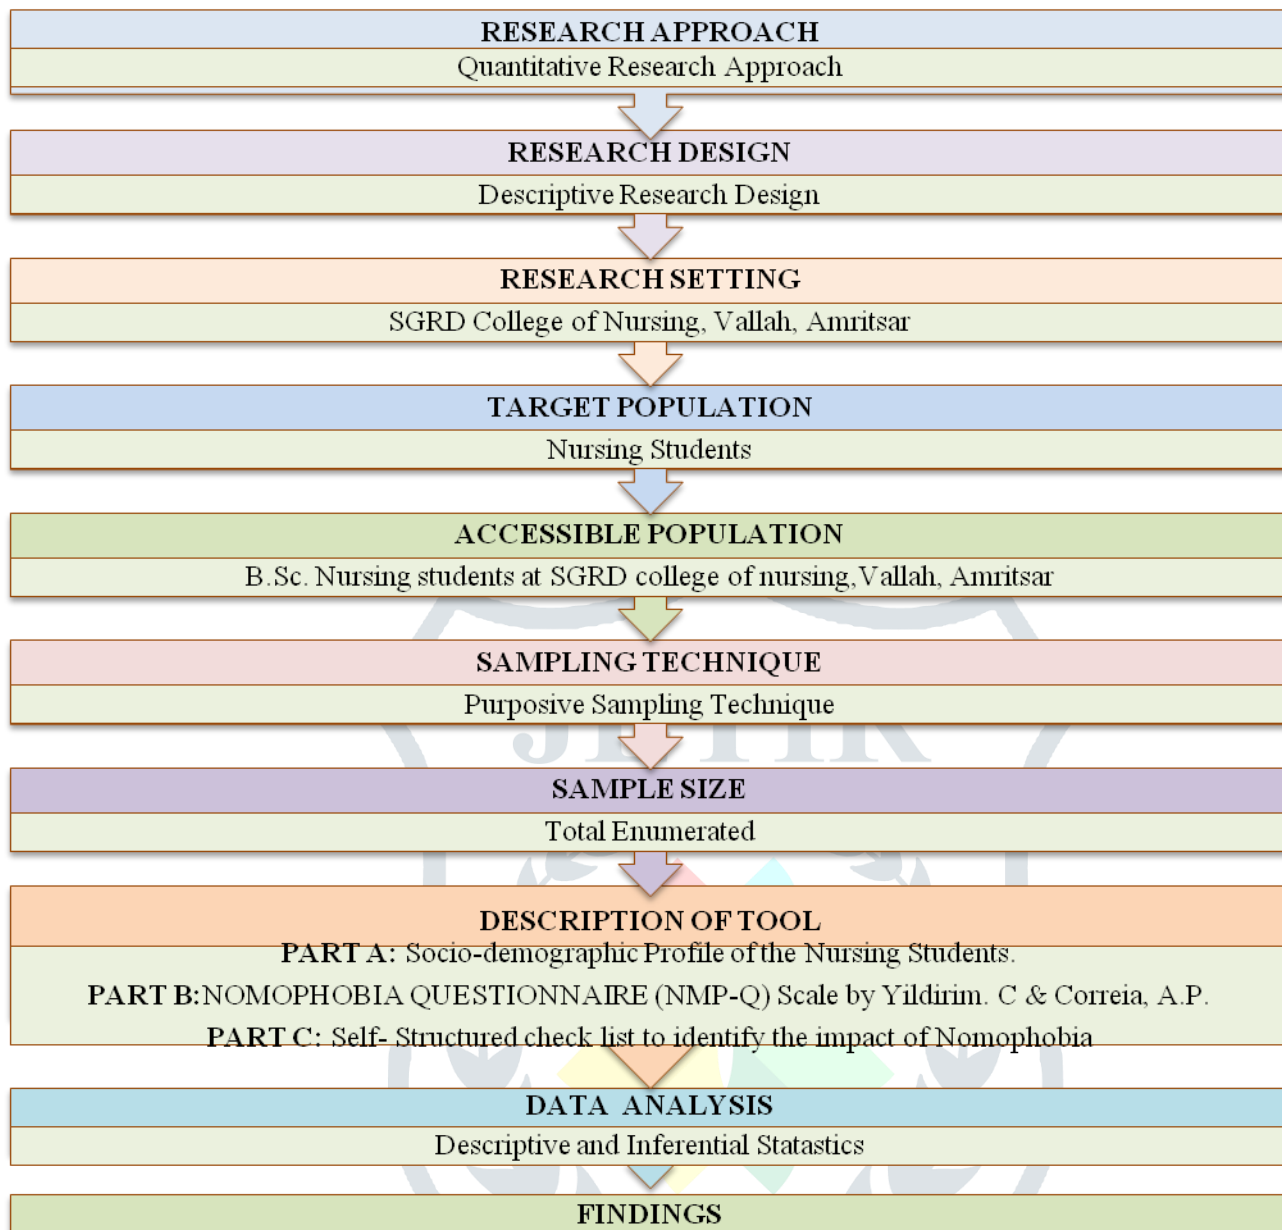 RESEARCH APPROACH
Quantitative Research Approach
RESEARCH DESIGN
Descriptive Research Design
RESEARCH SETTING
SGRD College of Nursing, Vallah, Amritsar
TARGET POPULATION
Nursing Students
ACCESSIBLE POPULATION
B.Sc. Nursing students at SGRD college of nursing,Vallah, Amritsar
SAMPLING TECHNIQUE
Purposive Sampling Technique
JETIR
SAMPLE SIZE
Total Enumerated
DESCRIPTION OF TOOL
PART A: Socio-demographic Profile of the Nursing Students.
PART B:NOMOPHOBIA QUESTIONNAIRE (NMP-Q) Scale by Yildirim. C & Correia, A.P.
PART C: Self- Structured check list to identify the impact of Nomophobia
DATA ANALYSIS
Descriptive and Inferential Statastics
FINDINGS